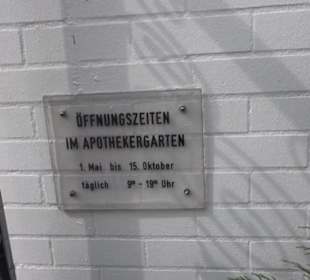 ÖFFNUNGSZEITEN
IM APOTHEKERGARTEN
1. Mai bis 15. Oktober
täglich 9⁰⁰ - 19⁰⁰ Uhr